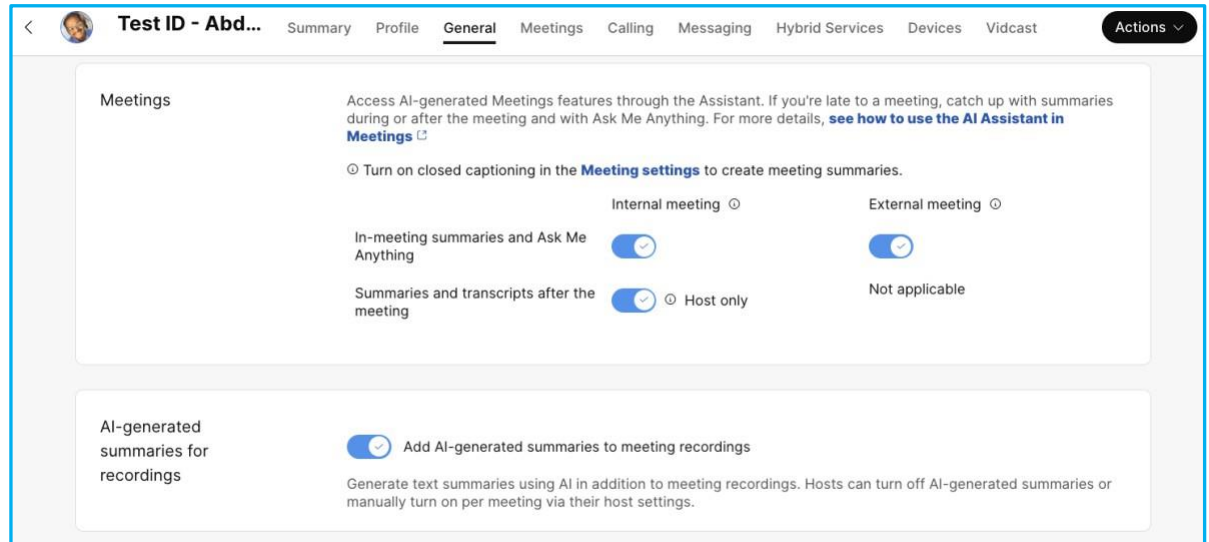 Test ID - Abd... Summary Profile General Meetings Calling Messaging Hybrid Services Devices Vidcast Actions
Meetings
Access AI-generated Meetings features through the Assistant. If you're late to a meeting, catch up with summaries
during or after the meeting and with Ask Me Anything. For more details, see how to use the AI Assistant in
Meetings
Turn on closed captioning in the Meeting settings to create meeting summaries.
Internal meeting External meeting
In-meeting summaries and Ask Me
Anything
Summaries and transcripts after the
meeting
Host only
Not applicable
AI-generated
summaries for
recordings
Add AI-generated summaries to meeting recordings
Generate text summaries using AI in addition to meeting recordings. Hosts can turn off AI-generated summaries or
manually turn on per meeting via their host settings.